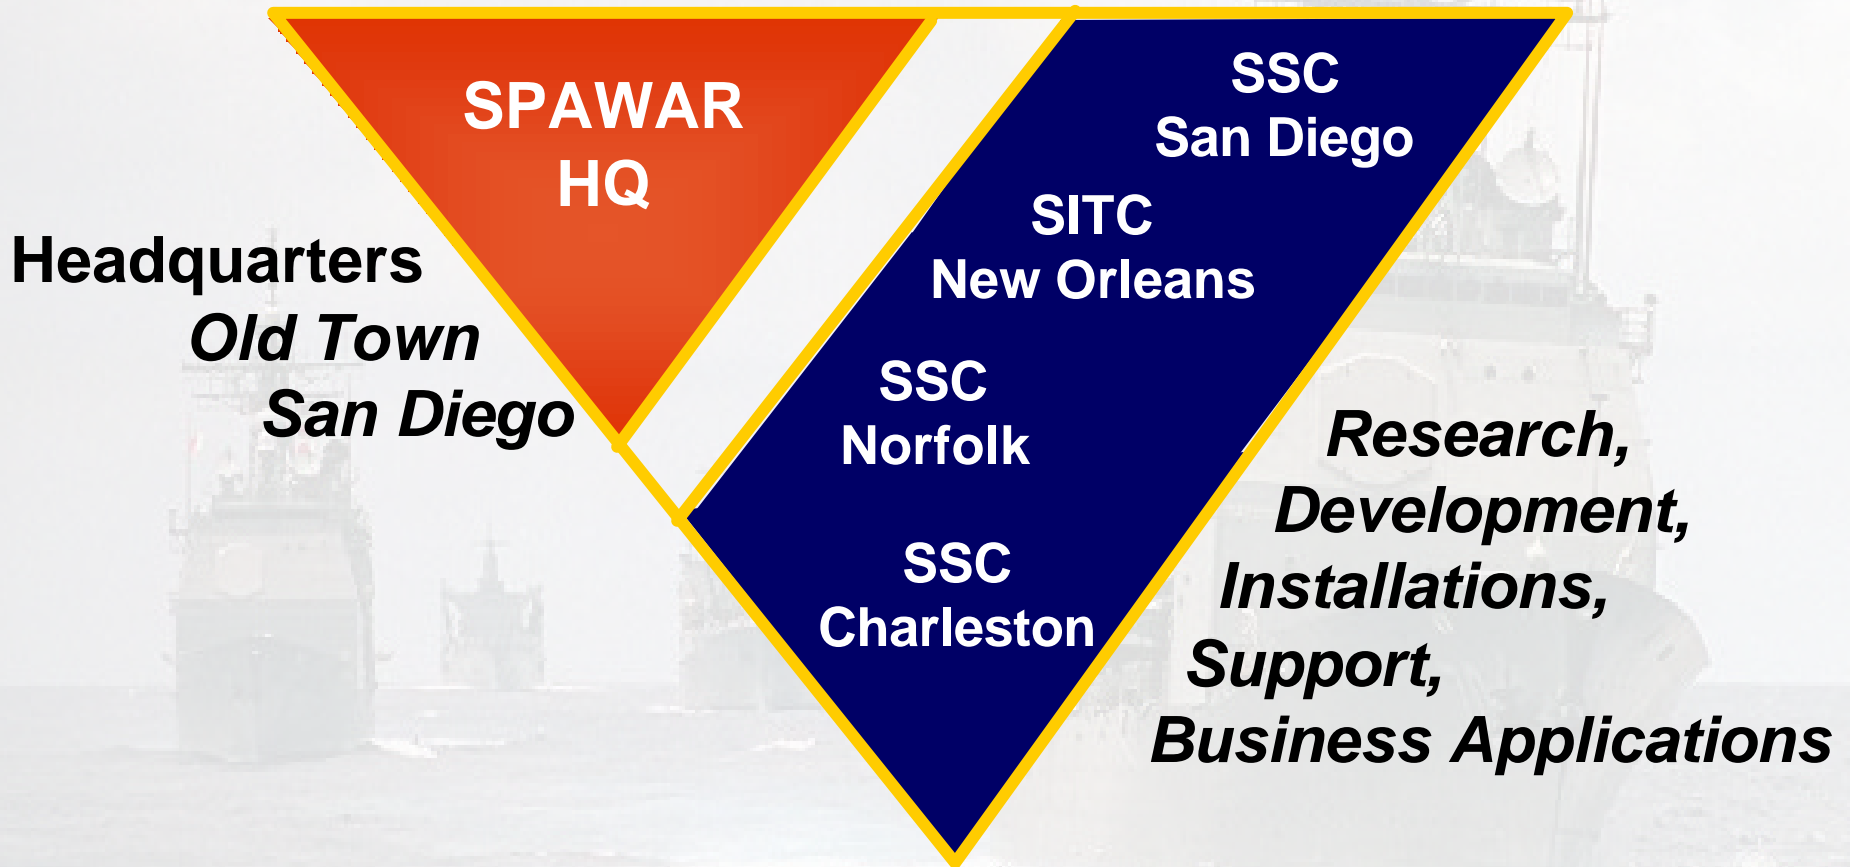 SPAWAR
HQ
Headquarters
Old Town
San Diego
SSC
San Diego
SITC
New Orleans
SSC
Norfolk
SSC
Charleston
Research,
Development,
Installations,
Support,
Business Applications